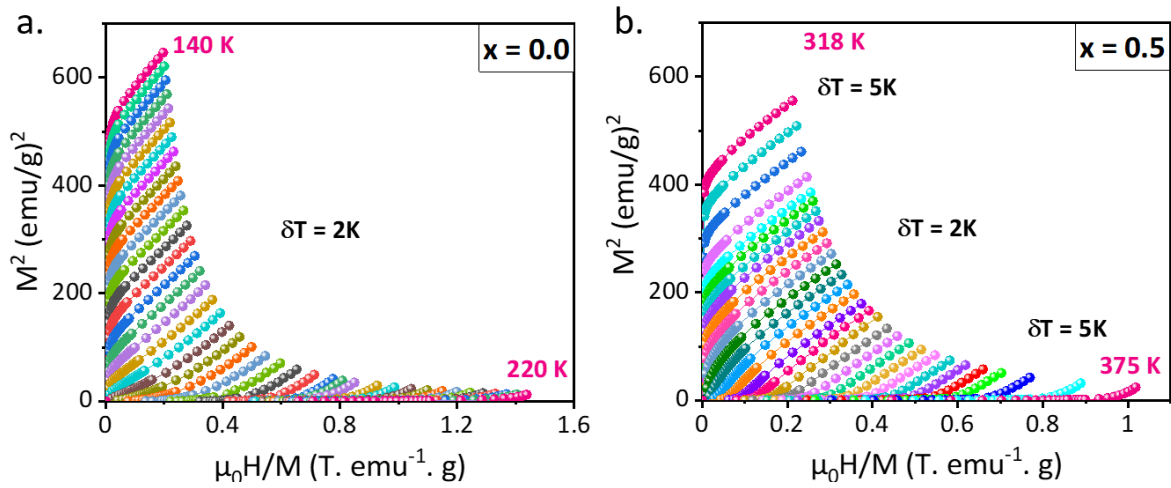 a.
140 K
x = 0.0
600
400
200
0
M² (emu/g)²
δT = 2K
220 K
0
0.4
0.8
1.2
1.6
μ₀H/M (T. emu⁻¹. g)
b.
318 K
x = 0.5
δT = 5K
600
400
200
0
M² (emu/g)²
δT = 2K
δT = 5K
375 K
0
0.2
0.4
0.6
0.8
1
μ₀H/M (T. emu⁻¹. g)